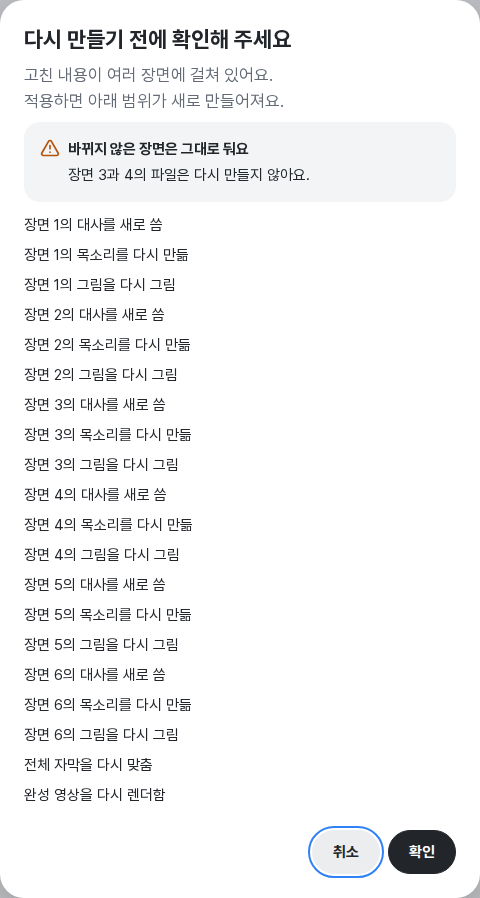 다시 만들기 전에 확인해 주세요
고친 내용이 여러 장면에 걸쳐 있어요.
적용하면 아래 범위가 새로 만들어져요.
바뀌지 않은 장면은 그대로 둬요
장면 3과 4의 파일은 다시 만들지 않아요.
장면 1의 대사를 새로 씀
장면 1의 목소리를 다시 만듦
장면 1의 그림을 다시 그림
장면 2의 대사를 새로 씀
장면 2의 목소리를 다시 만듦
장면 2의 그림을 다시 그림
장면 3의 대사를 새로 씀
장면 3의 목소리를 다시 만듦
장면 3의 그림을 다시 그림
장면 4의 대사를 새로 씀
장면 4의 목소리를 다시 만듦
장면 4의 그림을 다시 그림
장면 5의 대사를 새로 씀
장면 5의 목소리를 다시 만듦
장면 5의 그림을 다시 그림
장면 6의 대사를 새로 씀
장면 6의 목소리를 다시 만듦
장면 6의 그림을 다시 그림
전체 자막을 다시 맞춤
완성 영상을 다시 렌더함
취소 확인